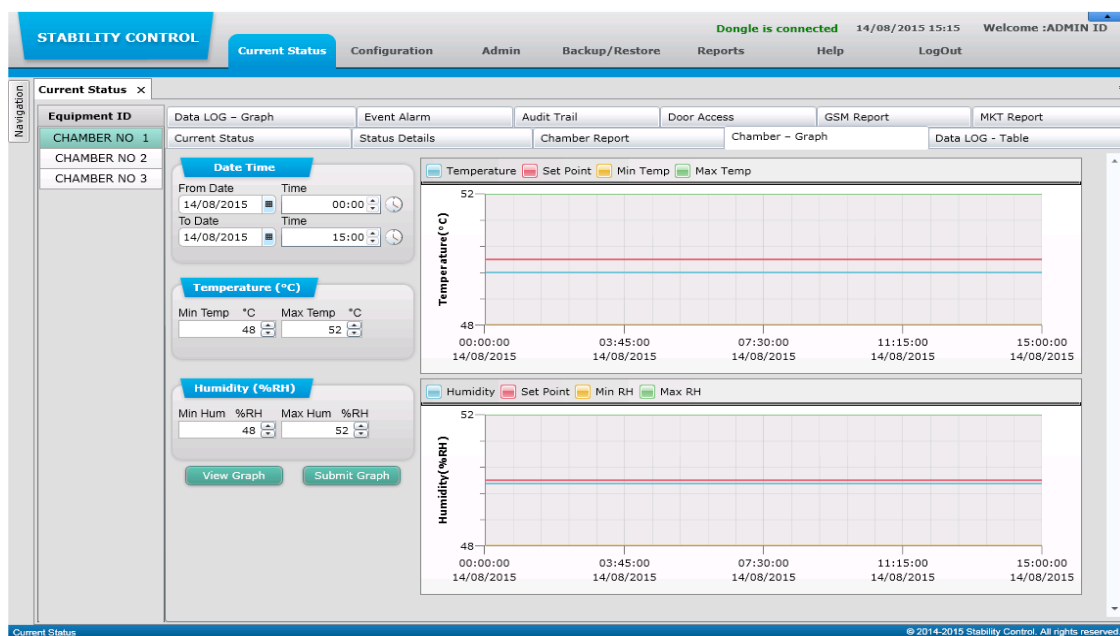 STABILITY CONTROL
Dongle is connected 14/08/2015 15:15 Welcome :ADMIN ID
Current Status Configuration Admin Backup/Restore Reports Help LogOut
Navigation
Current Status X
Equipment ID
CHAMBER NO 1
CHAMBER NO 2
CHAMBER NO 3
Data LOG – Graph Event Alarm Audit Trail Door Access GSM Report MKT Report
Current Status Status Details Chamber Report Chamber – Graph Data LOG - Table
Date Time
From Date Time
14/08/2015 00:00
To Date Time
14/08/2015 15:00
Temperature (°C)
Min Temp °C Max Temp °C
48 52
Humidity (%RH)
Min Hum %RH Max Hum %RH
48 52
View Graph Submit Graph
Temperature Set Point Min Temp Max Temp
52
Temperature(°C)
48
00:00:00 03:45:00 07:30:00 11:15:00 15:00:00
14/08/2015 14/08/2015 14/08/2015 14/08/2015 14/08/2015
Humidity Set Point Min RH Max RH
52
Humidity(%RH)
48
00:00:00 03:45:00 07:30:00 11:15:00 15:00:00
14/08/2015 14/08/2015 14/08/2015 14/08/2015 14/08/2015
Current Status © 2014-2015 Stability Control. All rights reserved